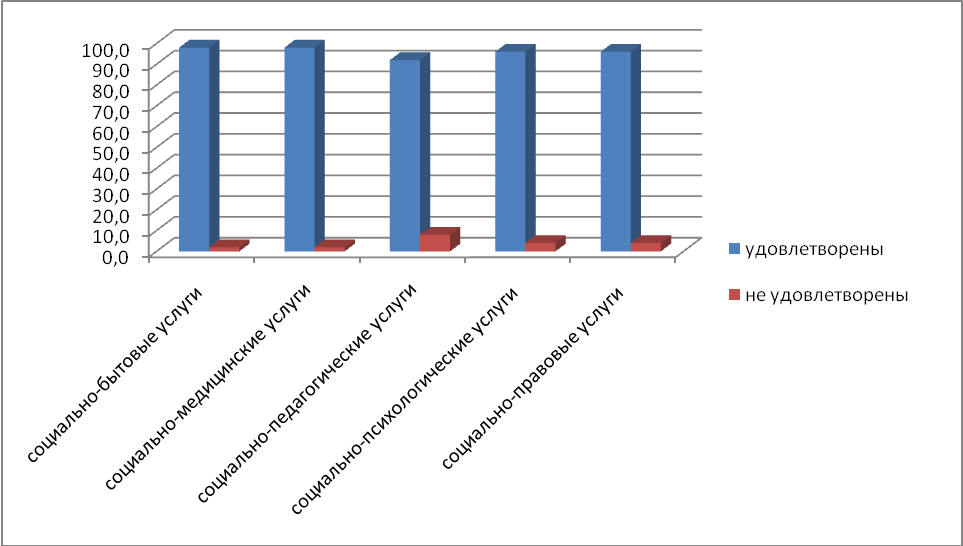 100,0
90,0
80,0
70,0
60,0
50,0
40,0
30,0
20,0
10,0
0,0
социально-бытовые услуги
социально-медицинские услуги
социально-педагогические услуги
социально-психологические услуги
социально-правовые услуги
удовлетворены
не удовлетворены